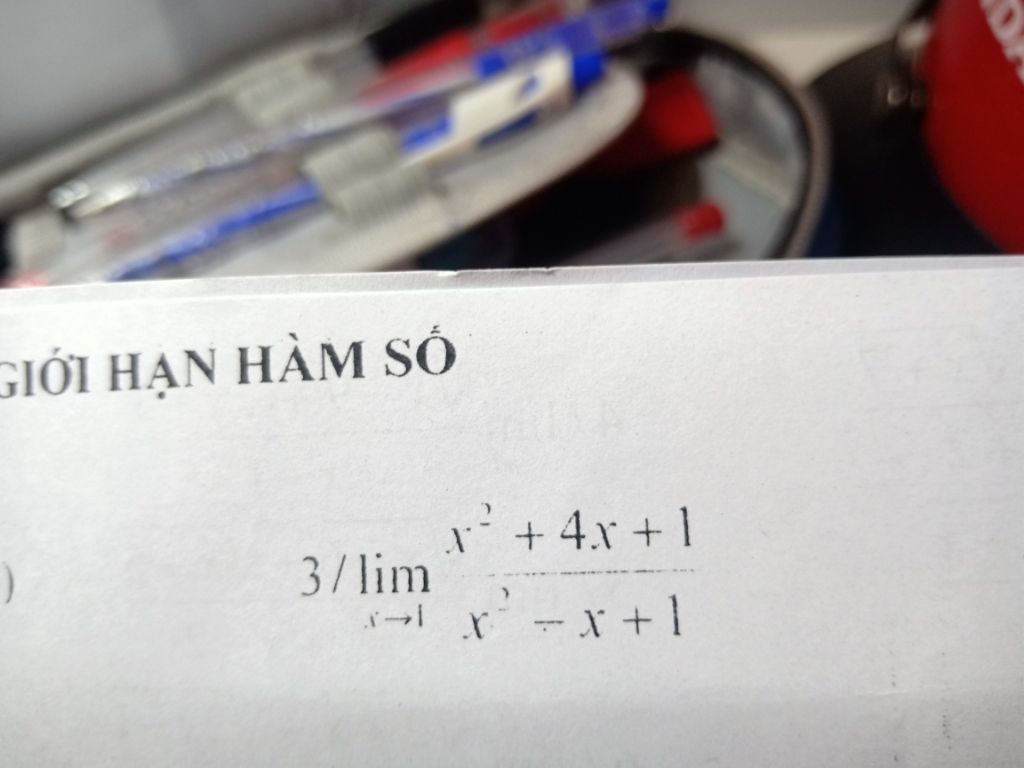 GIỚI HẠN HÀM SỐ
)
3/ lim x→1 (x² + 4x + 1) / (x² − x + 1)